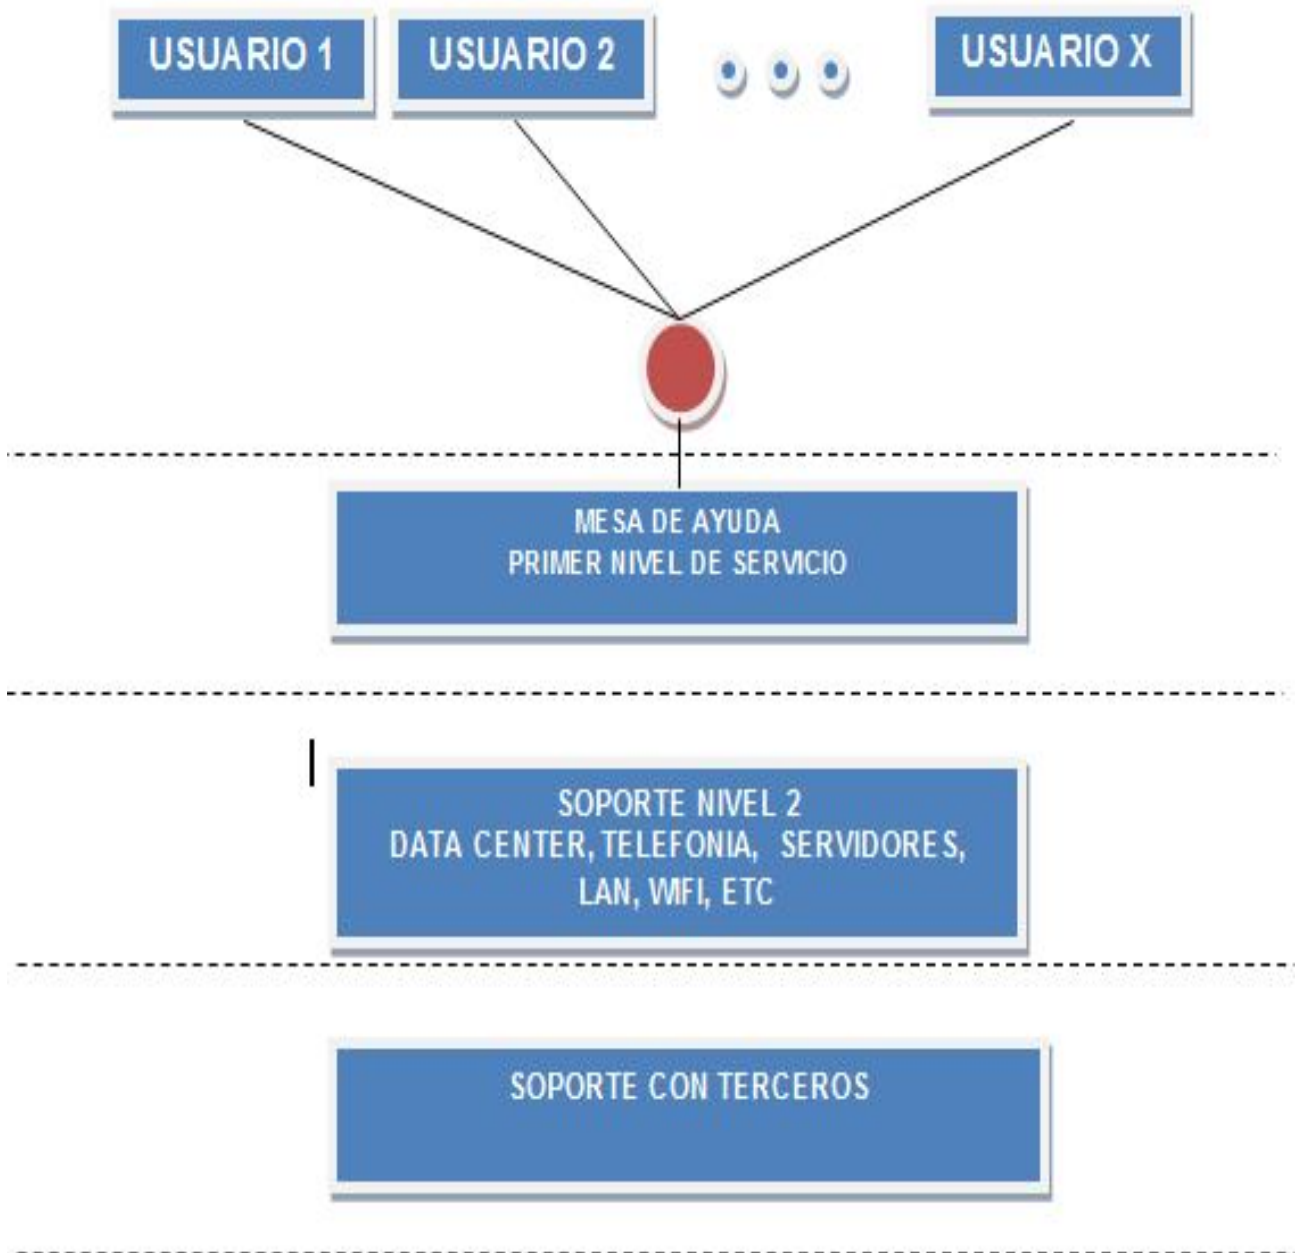 USUARIO 1
USUARIO 2
USUARIO X
MESA DE AYUDA
PRIMER NIVEL DE SERVICIO
SOPORTE NIVEL 2
DATA CENTER, TELEFONIA, SERVIDORES,
LAN, WIFI, ETC
SOPORTE CON TERCEROS